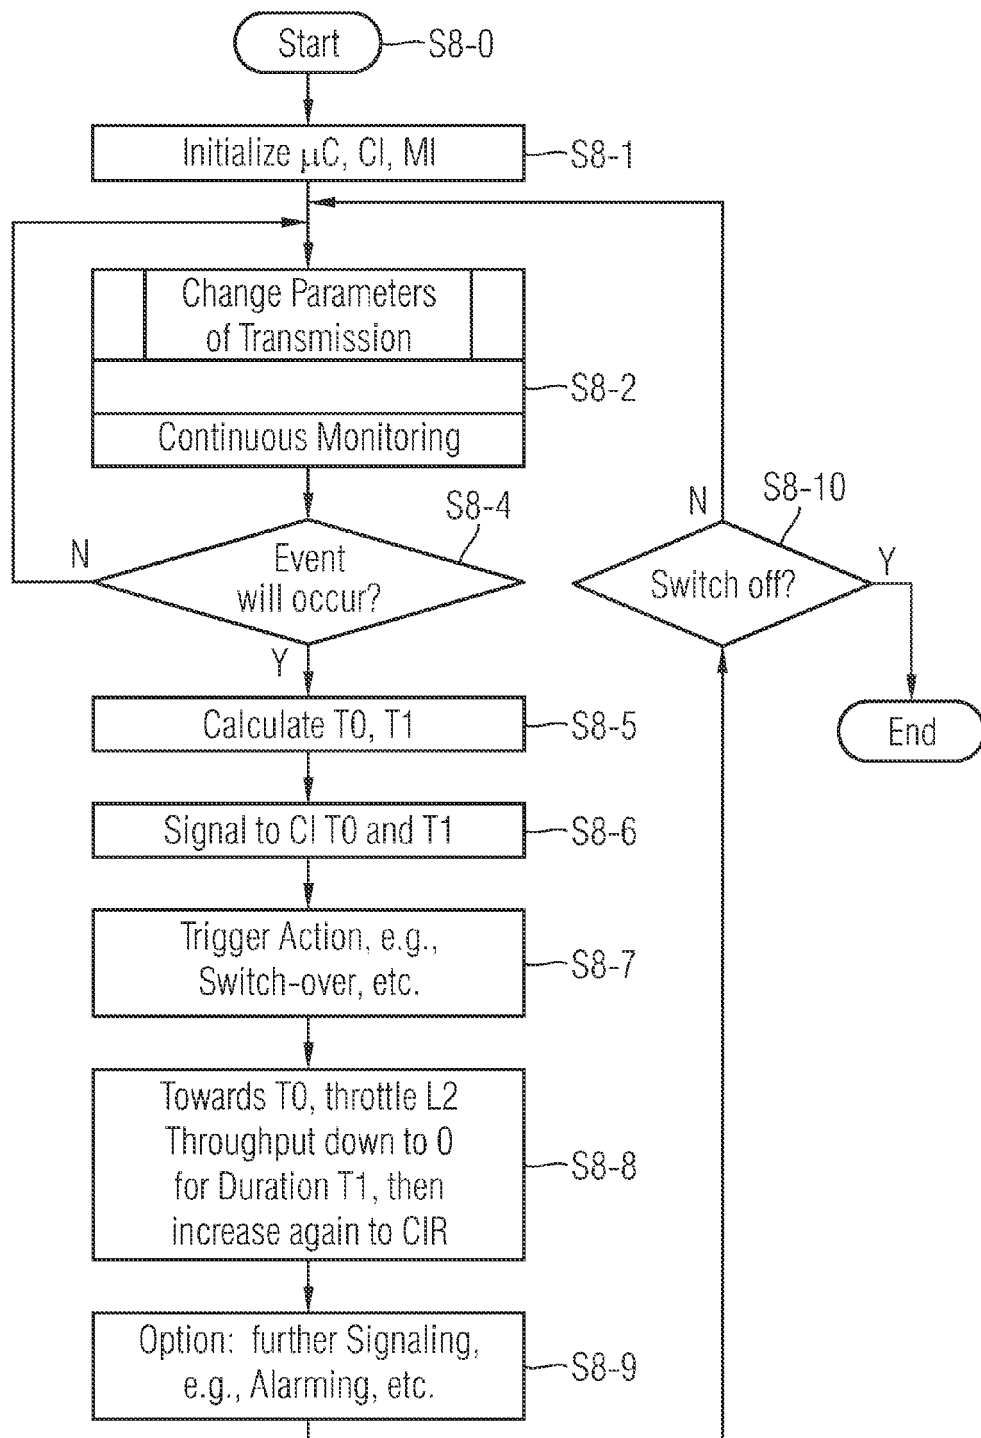 Start
S8-0
Initialize µC, CI, MI
S8-1
Change Parameters
of Transmission
S8-2
Continuous Monitoring
S8-4
N
Event
will occur?
Y
N
S8-10
Switch off?
Y
End
Calculate T0, T1
S8-5
Signal to CI T0 and T1
S8-6
Trigger Action, e.g.,
Switch-over, etc.
S8-7
Towards T0, throttle L2
Throughput down to 0
for Duration T1, then
increase again to CIR
S8-8
Option: further Signaling,
e.g., Alarming, etc.
S8-9